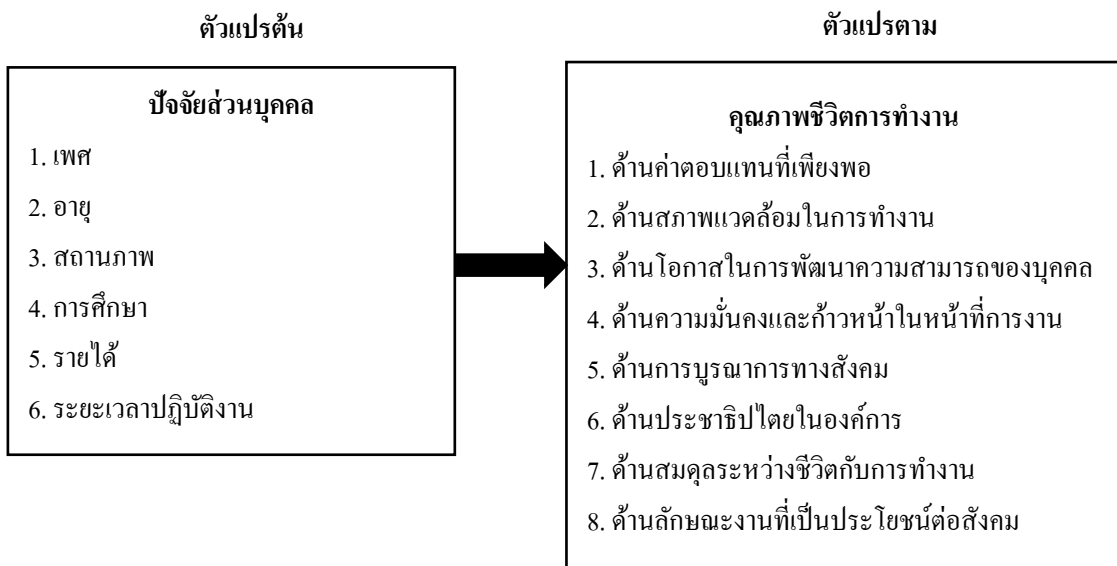 ตัวแปรต้น
ปัจจัยส่วนบุคคล
1. เพศ
2. อายุ
3. สถานภาพ
4. การศึกษา
5. รายได้
6. ระยะเวลาปฏิบัติงาน
ตัวแปรตาม
คุณภาพชีวิตการทำงาน
1. ด้านค่าตอบแทนที่เพียงพอ
2. ด้านสภาพแวดล้อมในการทำงาน
3. ด้านโอกาสในการพัฒนาความสามารถของบุคคล
4. ด้านความมั่นคงและก้าวหน้าในหน้าที่การงาน
5. ด้านการบูรณาการทางสังคม
6. ด้านประชาธิปไตยในองค์การ
7. ด้านสมดุลระหว่างชีวิตกับการทำงาน
8. ด้านลักษณะงานที่เป็นประโยชน์ต่อสังคม